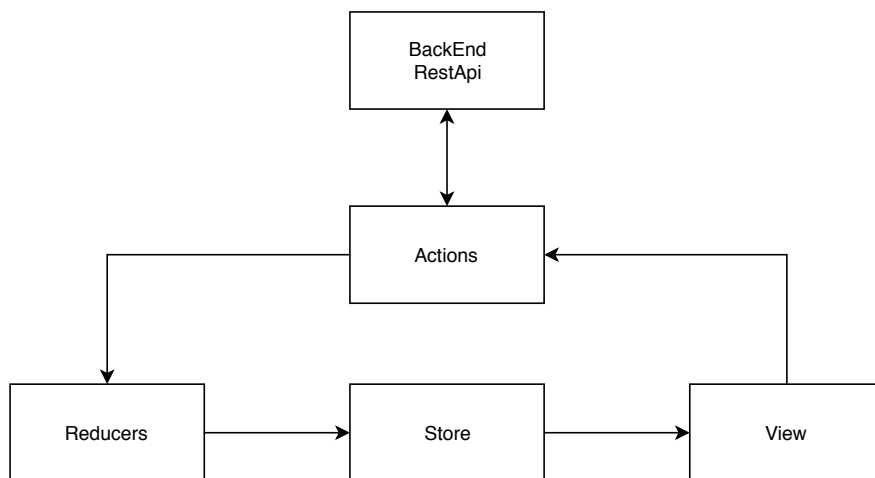 BackEnd
RestApi
Actions
Reducers
Store
View